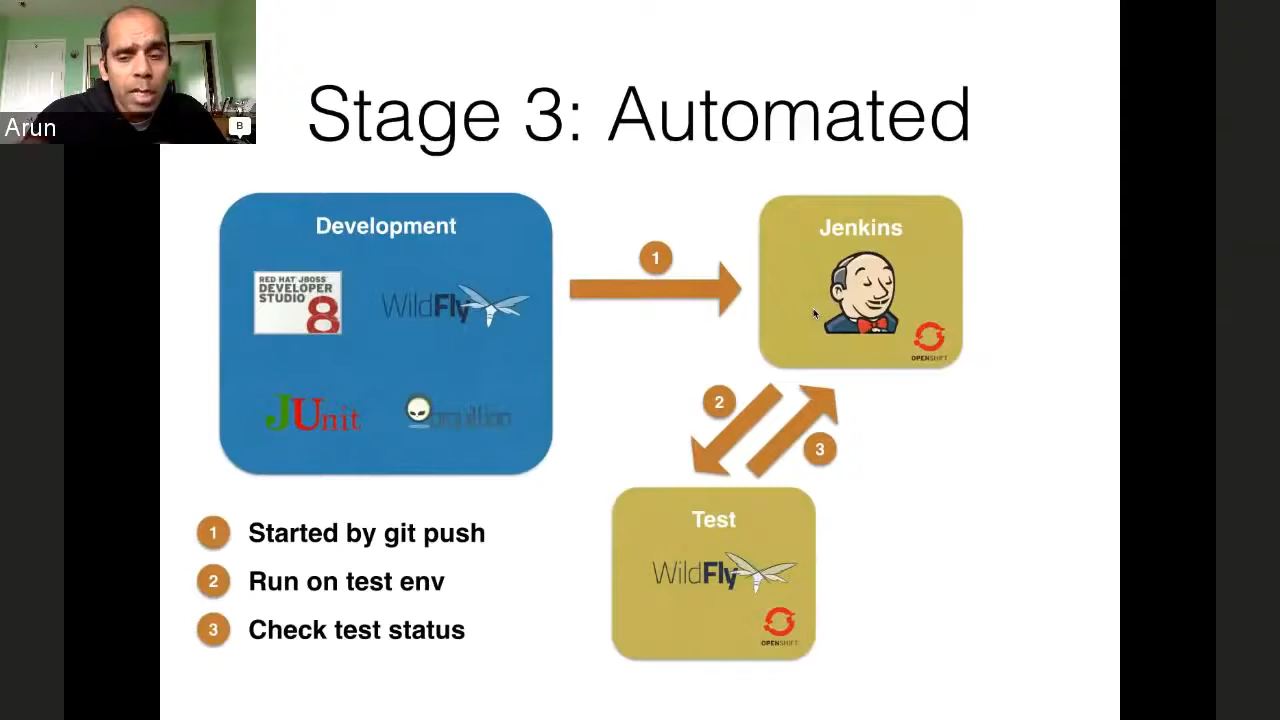 Arun
B
Stage 3: Automated
Development
RED HAT JBOSS
DEVELOPER
STUDIO
8
WildFly
JUnit
arquillian
1
Jenkins
OPENSHIFT
2
3
Test
WildFly
OPENSHIFT
1 Started by git push
2 Run on test env
3 Check test status